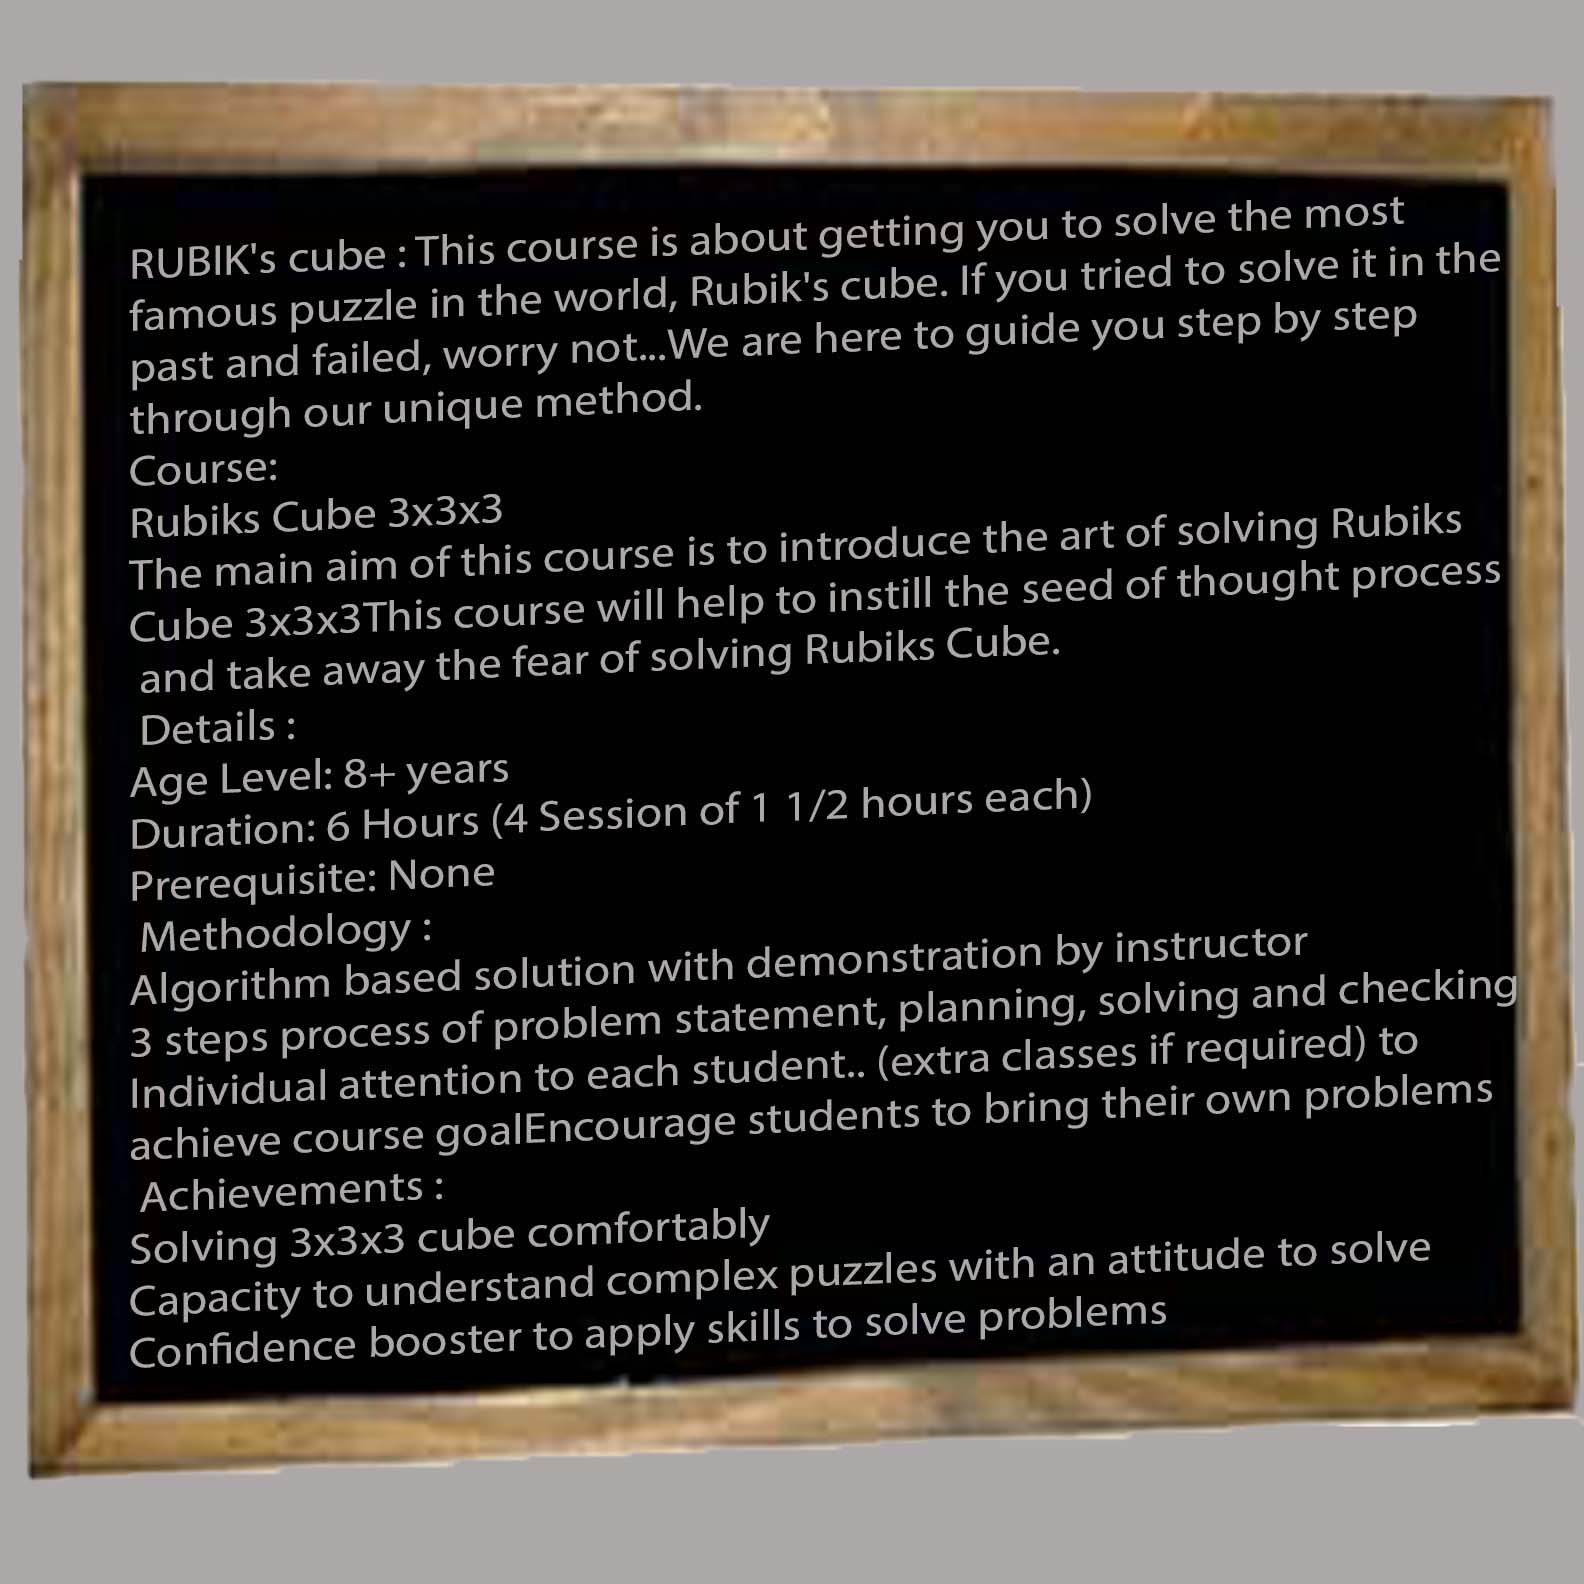 RUBIK's cube : This course is about getting you to solve the most
famous puzzle in the world, Rubik's cube. If you tried to solve it in the
past and failed, worry not...We are here to guide you step by step
through our unique method.
Course:
Rubiks Cube 3x3x3
The main aim of this course is to introduce the art of solving Rubiks
Cube 3x3x3This course will help to instill the seed of thought process
and take away the fear of solving Rubiks Cube.
Details :
Age Level: 8+ years
Duration: 6 Hours (4 Session of 1 1/2 hours each)
Prerequisite: None
Methodology :
Algorithm based solution with demonstration by instructor
3 steps process of problem statement, planning, solving and checking
Individual attention to each student.. (extra classes if required) to
achieve course goalEncourage students to bring their own problems
Achievements :
Solving 3x3x3 cube comfortably
Capacity to understand complex puzzles with an attitude to solve
Confidence booster to apply skills to solve problems